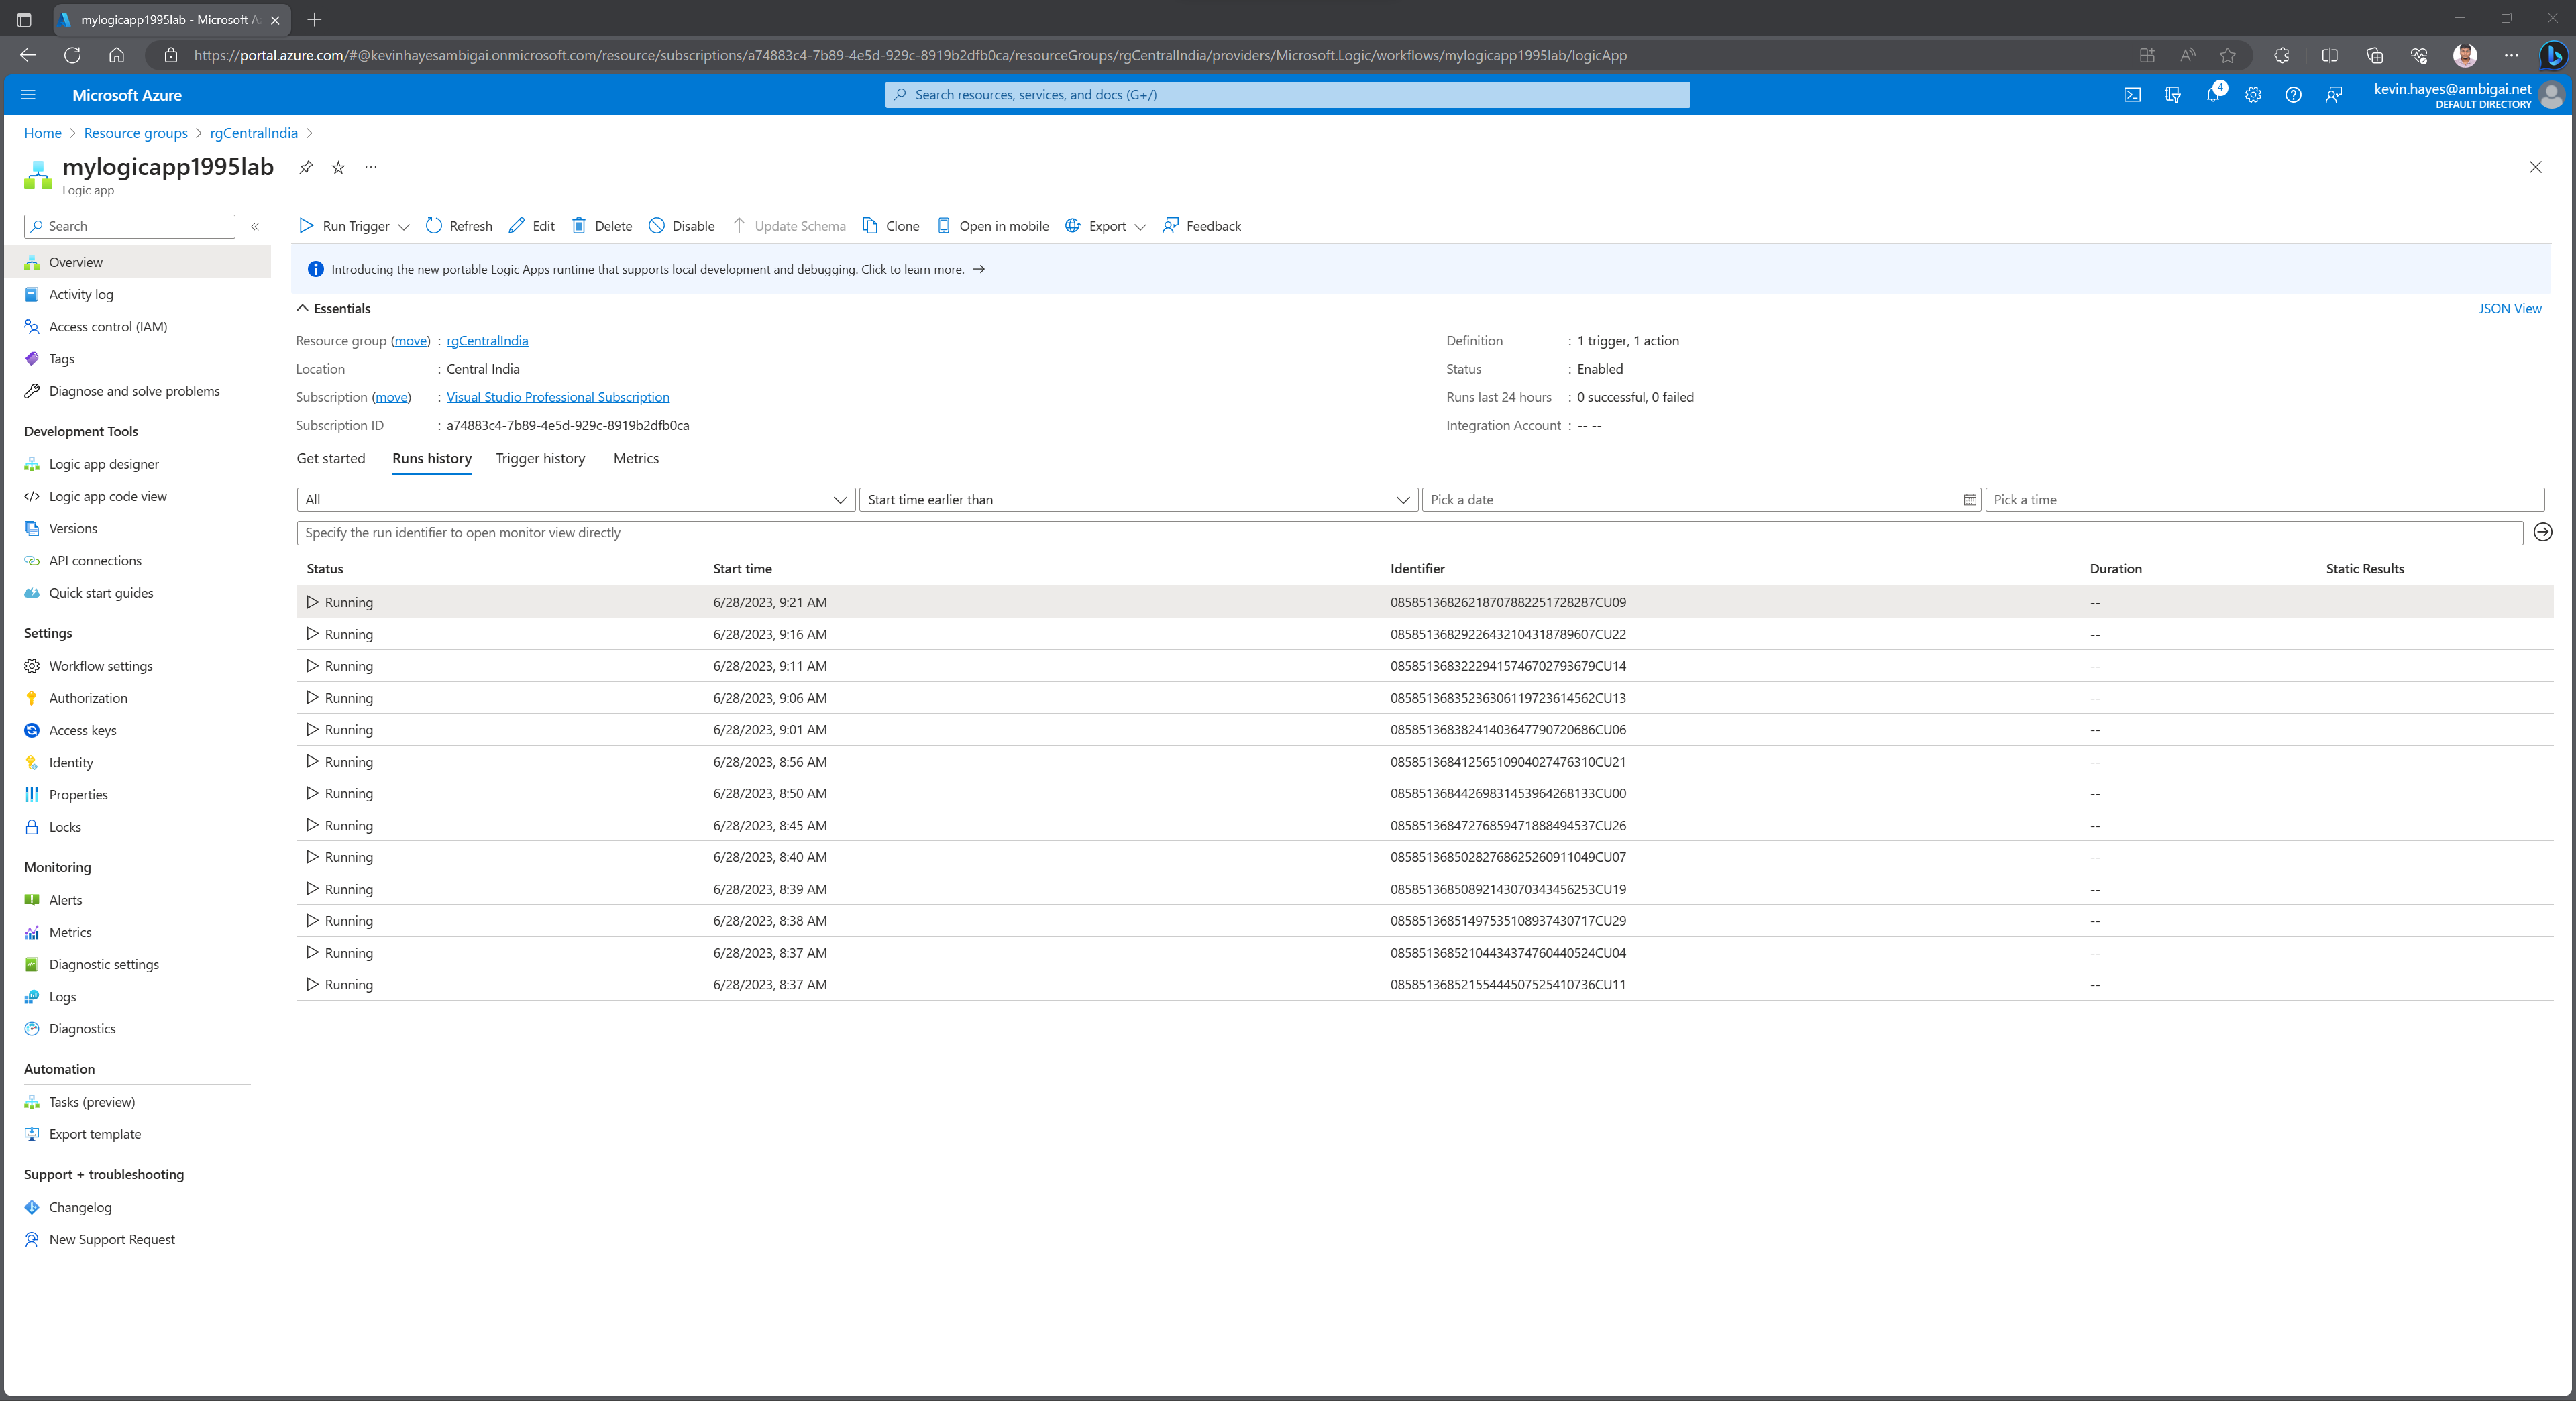 mylogicapp1995lab - Microsoft A
https://portal.azure.com/#@kevinhayesambigai.onmicrosoft.com/resource/subscriptions/a74883c4-7b89-4e5d-929c-8919b2dfb0ca/resourceGroups/rgCentralIndia/providers/Microsoft.Logic/workflows/mylogicapp1995lab/logicApp
Microsoft Azure
Search resources, services, and docs (G+/)
4
kevin.hayes@ambigai.net
DEFAULT DIRECTORY
Home > Resource groups > rgCentralIndia >
mylogicapp1995lab
Logic app
Search
Run Trigger Refresh Edit Delete Disable Update Schema Clone Open in mobile Export Feedback
Introducing the new portable Logic Apps runtime that supports local development and debugging. Click to learn more.
Overview
Activity log
Access control (IAM)
Tags
Diagnose and solve problems
Development Tools
Logic app designer
Logic app code view
Versions
API connections
Quick start guides
Settings
Workflow settings
Authorization
Access keys
Identity
Properties
Locks
Monitoring
Alerts
Metrics
Diagnostic settings
Logs
Diagnostics
Automation
Tasks (preview)
Export template
Support + troubleshooting
Changelog
New Support Request
Essentials
JSON View
Resource group (move) : rgCentralIndia
Location : Central India
Subscription (move) : Visual Studio Professional Subscription
Subscription ID : a74883c4-7b89-4e5d-929c-8919b2dfb0ca
Definition : 1 trigger, 1 action
Status : Enabled
Runs last 24 hours : 0 successful, 0 failed
Integration Account : -- --
Get started Runs history Trigger history Metrics
All Start time earlier than Pick a date Pick a time
Specify the run identifier to open monitor view directly
Status Start time Identifier Duration Static Results
Running 6/28/2023, 9:21 AM 08585136826218707882251728287CU09 --
Running 6/28/2023, 9:16 AM 08585136829226432104318789607CU22 --
Running 6/28/2023, 9:11 AM 08585136832229415746702793679CU14 --
Running 6/28/2023, 9:06 AM 08585136835236306119723614562CU13 --
Running 6/28/2023, 9:01 AM 08585136838241403647790720686CU06 --
Running 6/28/2023, 8:56 AM 08585136841256510904027476310CU21 --
Running 6/28/2023, 8:50 AM 08585136844269831453964268133CU00 --
Running 6/28/2023, 8:45 AM 08585136847276859471888494537CU26 --
Running 6/28/2023, 8:40 AM 08585136850282768625260911049CU07 --
Running 6/28/2023, 8:39 AM 08585136850892143070343456253CU19 --
Running 6/28/2023, 8:38 AM 08585136851497535108937430717CU29 --
Running 6/28/2023, 8:37 AM 08585136852104434374760440524CU04 --
Running 6/28/2023, 8:37 AM 08585136852155444507525410736CU11 --